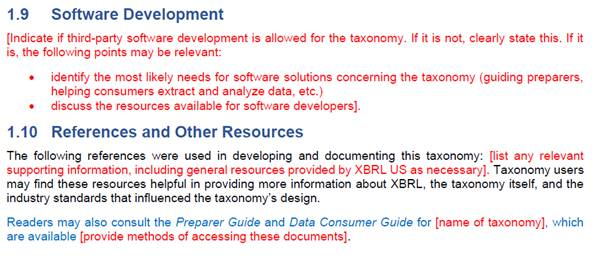 1.9 Software Development
[Indicate if third-party software development is allowed for the taxonomy. If it is not, clearly state this. If it
is, the following points may be relevant:
• identify the most likely needs for software solutions concerning the taxonomy (guiding preparers,
helping consumers extract and analyze data, etc.)
• discuss the resources available for software developers].
1.10 References and Other Resources
The following references were used in developing and documenting this taxonomy: [list any relevant
supporting information, including general resources provided by XBRL US as necessary]. Taxonomy users
may find these resources helpful in providing more information about XBRL, the taxonomy itself, and the
industry standards that influenced the taxonomy's design.
Readers may also consult the Preparer Guide and Data Consumer Guide for [name of taxonomy], which
are available [provide methods of accessing these documents].